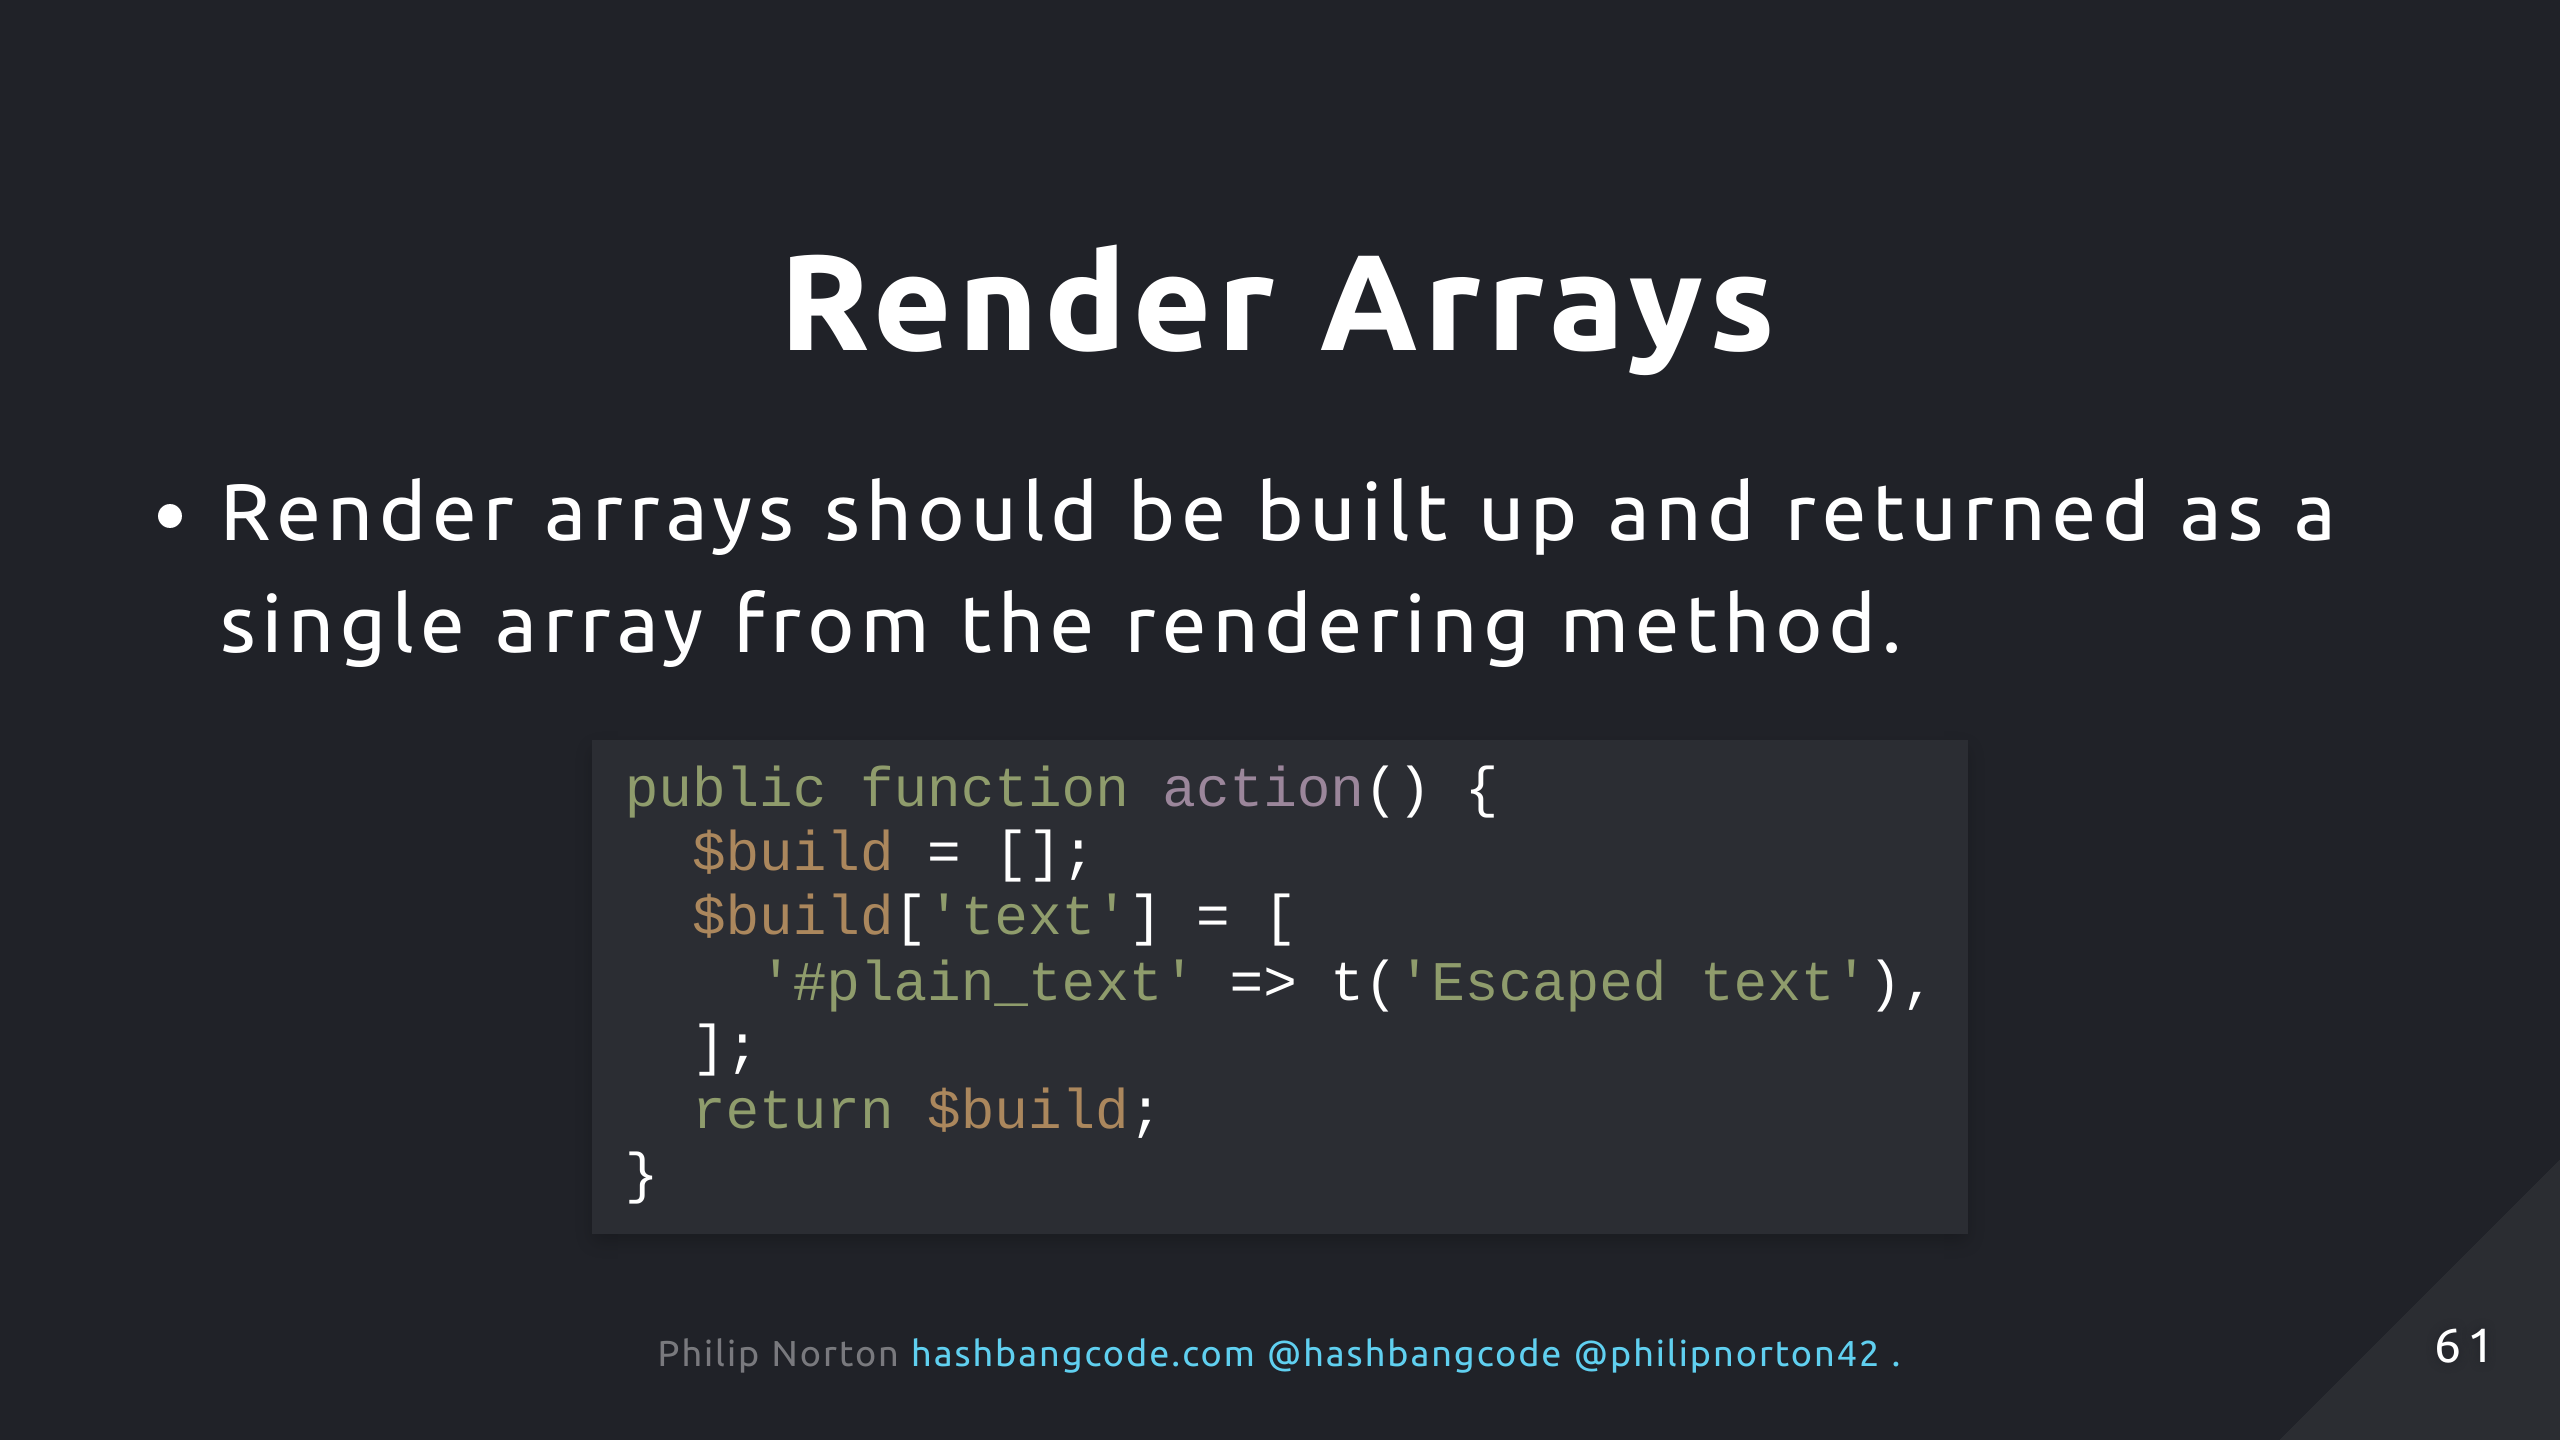 Render Arrays
• Render arrays should be built up and returned as a
single array from the rendering method.
public function action() {
  $build = [];
  $build['text'] = [
    '#plain_text' => t('Escaped text'),
  ];
  return $build;
}
Philip Norton hashbangcode.com @hashbangcode @philipnorton42 .
61